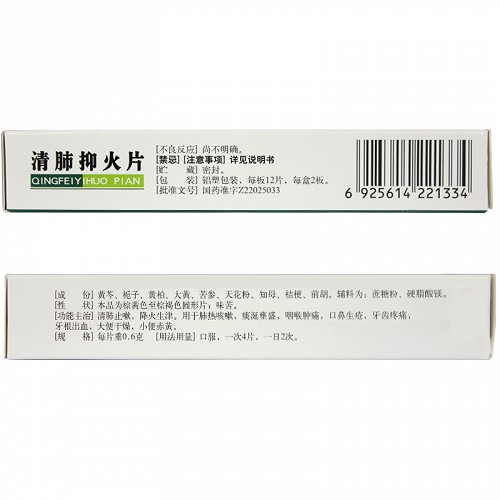 清肺抑火片
QINGFEIYIHUO PIAN
[不良反应] 尚不明确。
[禁忌] [注意事项] 详见说明书
[贮 藏] 密封。
[包 装] 铝塑包装，每板12片，每盒2板。
[批准文号] 国药准字Z22025033
6 925614 221334
[成 份] 黄芩、栀子、黄柏、大黄、苦参、天花粉、知母、桔梗、前胡。辅料为：蔗糖粉、硬脂酸镁。
[性 状] 本品为棕黄色至棕褐色圆形片；味苦。
[功能主治] 清肺止嗽，降火生津。用于肺热咳嗽，痰涎壅盛，咽喉肿痛，口鼻生疮，牙齿疼痛，
牙根出血，大便干燥，小便赤黄。
[规 格] 每片重0.6克 [用法用量] 口服，一次4片，一日2次。